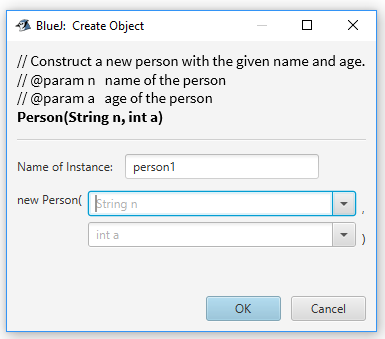 BlueJ: Create Object
// Construct a new person with the given name and age.
// @param n name of the person
// @param a age of the person
Person(String n, int a)
Name of Instance: person1
new Person( String n ,
int a )
OK Cancel